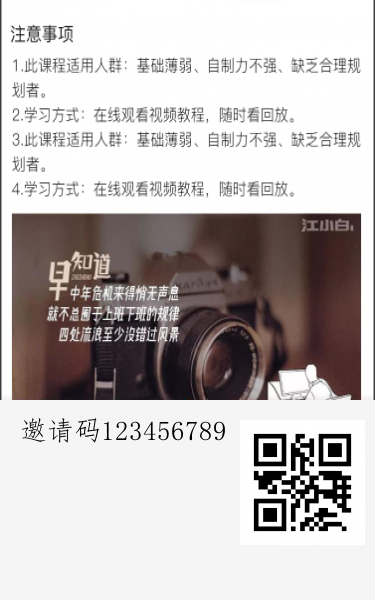 注意事项
1.此课程适用人群：基础薄弱、自制力不强、缺乏合理规
划者。
2.学习方式：在线观看视频教程，随时看回放。
3.此课程适用人群：基础薄弱、自制力不强、缺乏合理规
划者。
4.学习方式：在线观看视频教程，随时看回放。
江小白
早知道
ZAOZHIDAO
中年危机来得悄无声息
就不总囿于上班下班的规律
四处流浪至少没错过风景
邀请码123456789